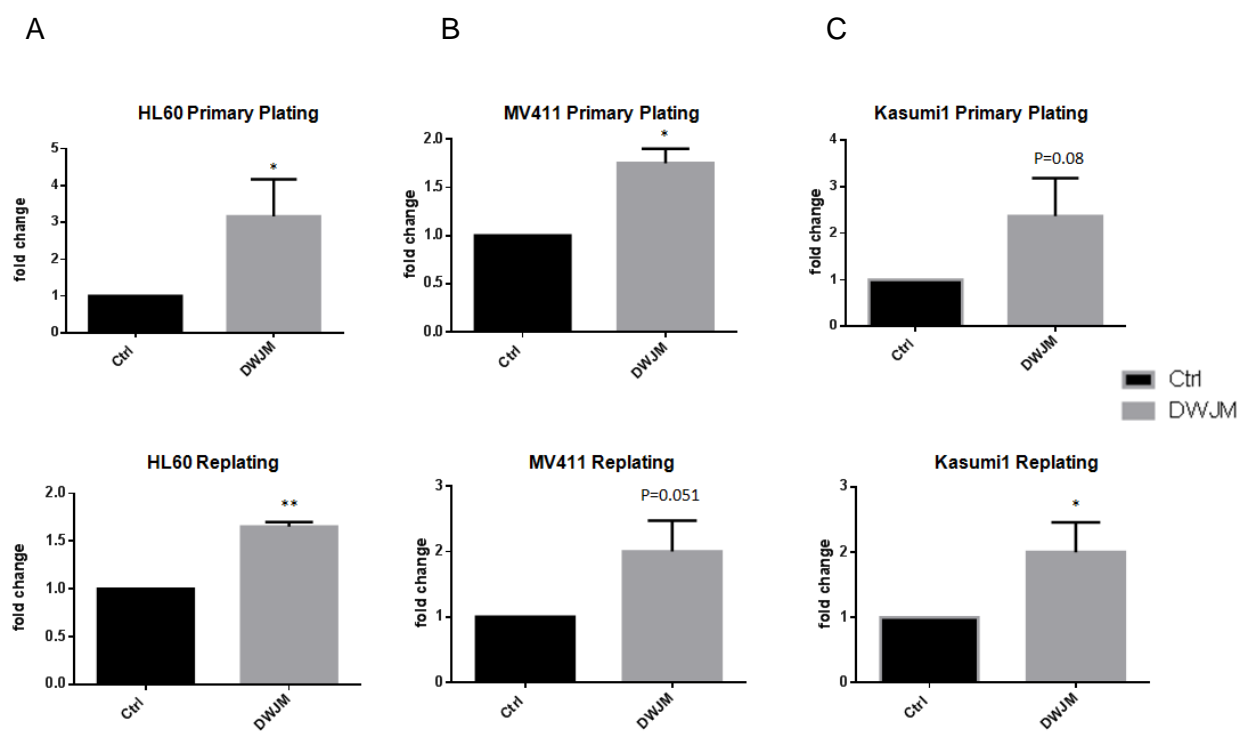 A
B
C
HL60 Primary Plating
MV411 Primary Plating
Kasumi1 Primary Plating
fold change
5
4
3
2
1
0
*
Ctrl
DWJM
fold change
2.0
1.5
1.0
0.5
0.0
*
Ctrl
DWJM
fold change
4
3
2
1
0
P=0.08
Ctrl
DWJM
Ctrl
DWJM
HL60 Replating
MV411 Replating
Kasumi1 Replating
fold change
2.0
1.5
1.0
0.5
0.0
**
Ctrl
DWJM
fold change
3
2
1
0
P=0.051
Ctrl
DWJM
fold change
3
2
1
0
*
Ctrl
DWJM